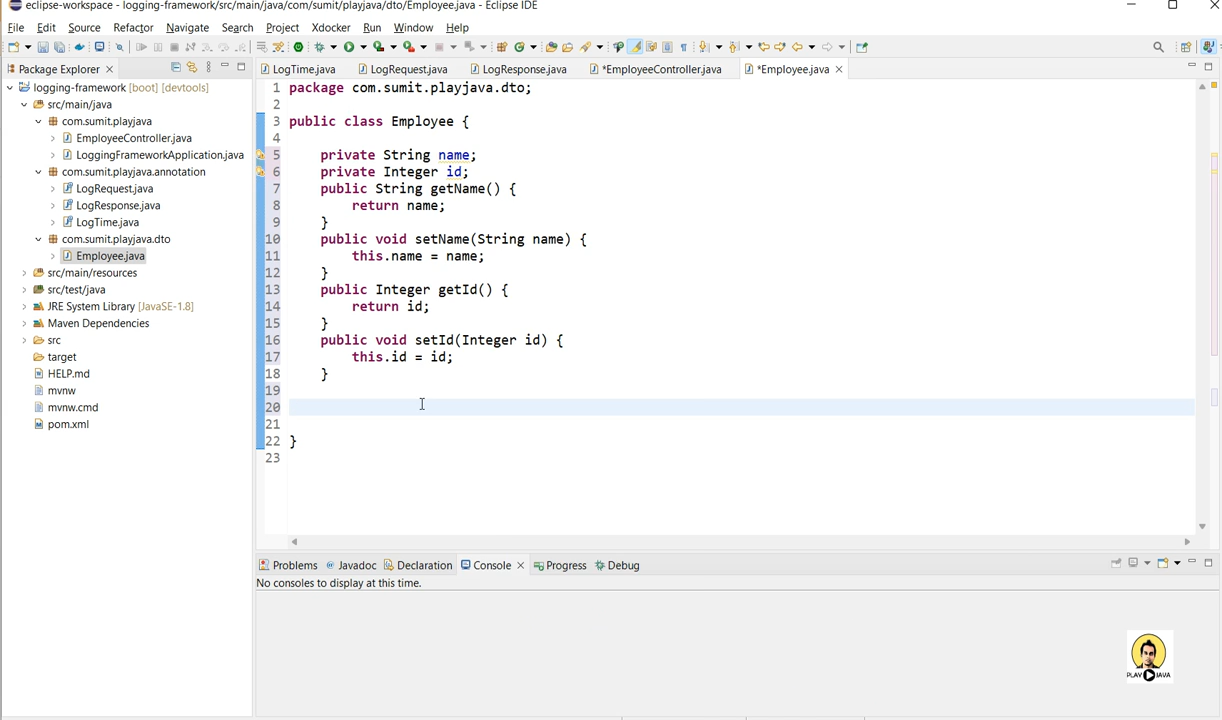 eclipse-workspace - logging-framework/src/main/java/com/sumit/playjava/dto/Employee.java - Eclipse IDE
File Edit Source Refactor Navigate Search Project Xdocker Run Window Help
Package Explorer
LogTime.java LogRequest.java LogResponse.java *EmployeeController.java *Employee.java
logging-framework [boot] [devtools]
src/main/java
com.sumit.playjava
EmployeeController.java
LoggingFrameworkApplication.java
com.sumit.playjava.annotation
LogRequest.java
LogResponse.java
LogTime.java
com.sumit.playjava.dto
Employee.java
src/main/resources
src/test/java
JRE System Library [JavaSE-1.8]
Maven Dependencies
src
target
HELP.md
mvnw
mvnw.cmd
pom.xml
1 package com.sumit.playjava.dto;
2
3 public class Employee {
4
5 private String name;
6 private Integer id;
7 public String getName() {
8 return name;
9 }
10 public void setName(String name) {
11 this.name = name;
12 }
13 public Integer getId() {
14 return id;
15 }
16 public void setId(Integer id) {
17 this.id = id;
18 }
19
20
21
22 }
23
Problems Javadoc Declaration Console Progress Debug
No consoles to display at this time.
PLAY JAVA